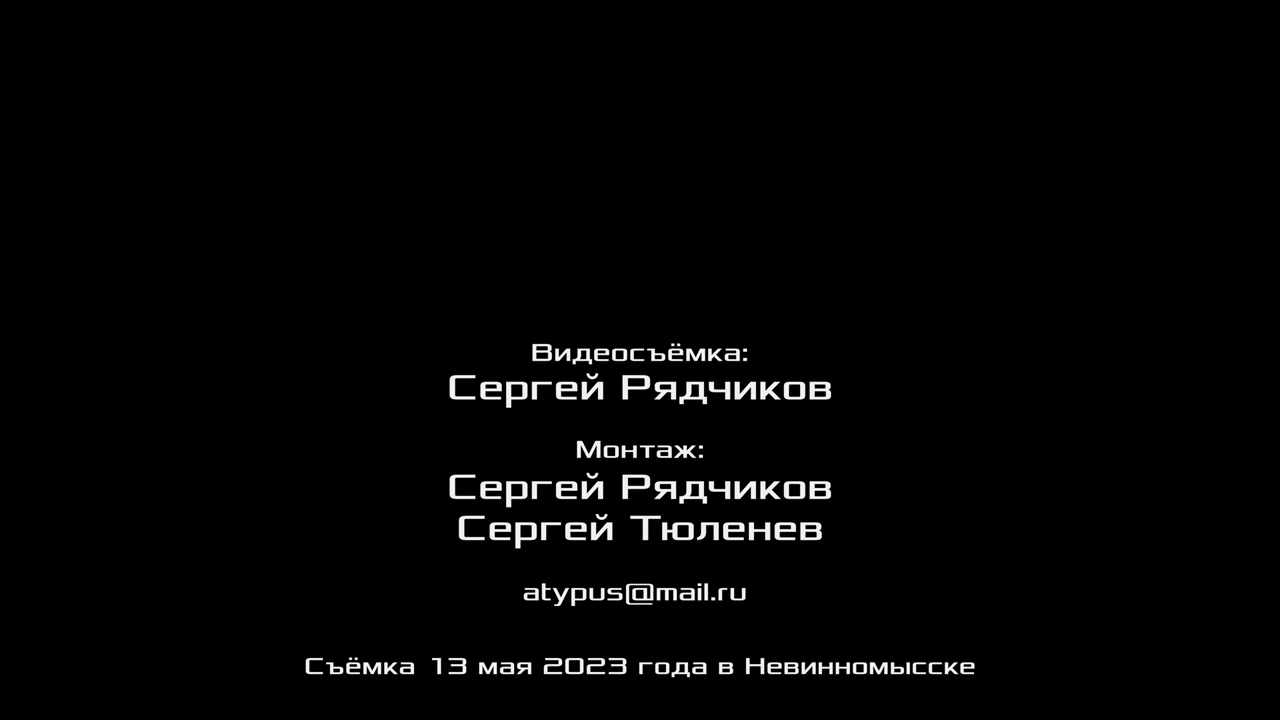 Видеосъёмка:
Сергей Рядчиков
Монтаж:
Сергей Рядчиков
Сергей Тюленев
atypus@mail.ru
Съёмка 13 мая 2023 года в Невинномысске